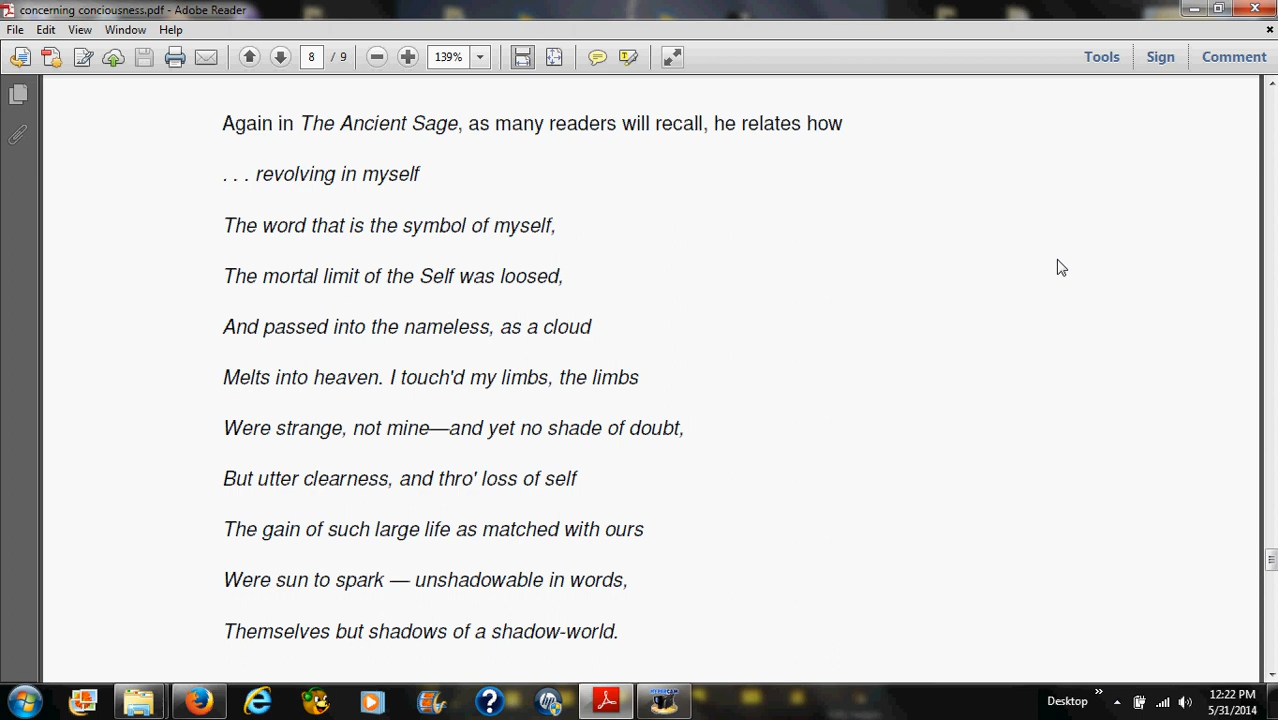 concerning conciousness.pdf - Adobe Reader
File Edit View Window Help
8 / 9 139% Tools Sign Comment
Again in The Ancient Sage, as many readers will recall, he relates how
. . . revolving in myself
The word that is the symbol of myself,
The mortal limit of the Self was loosed,
And passed into the nameless, as a cloud
Melts into heaven. I touch'd my limbs, the limbs
Were strange, not mine—and yet no shade of doubt,
But utter clearness, and thro' loss of self
The gain of such large life as matched with ours
Were sun to spark — unshadowable in words,
Themselves but shadows of a shadow-world.
Desktop 12:22 PM
5/31/2014